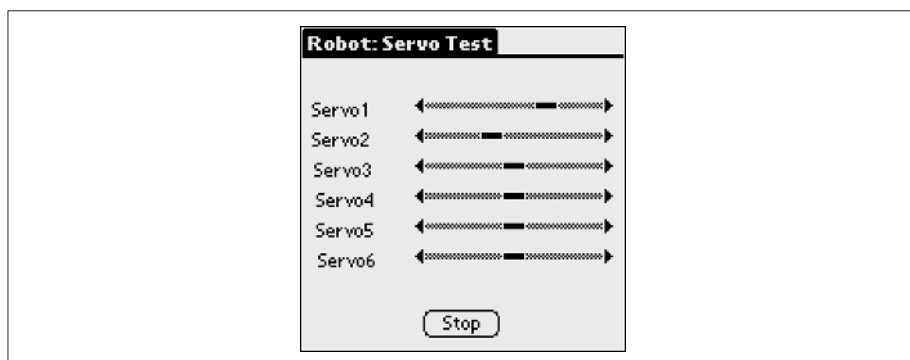 Robot: Servo Test
Servo1
Servo2
Servo3
Servo4
Servo5
Servo6
Stop